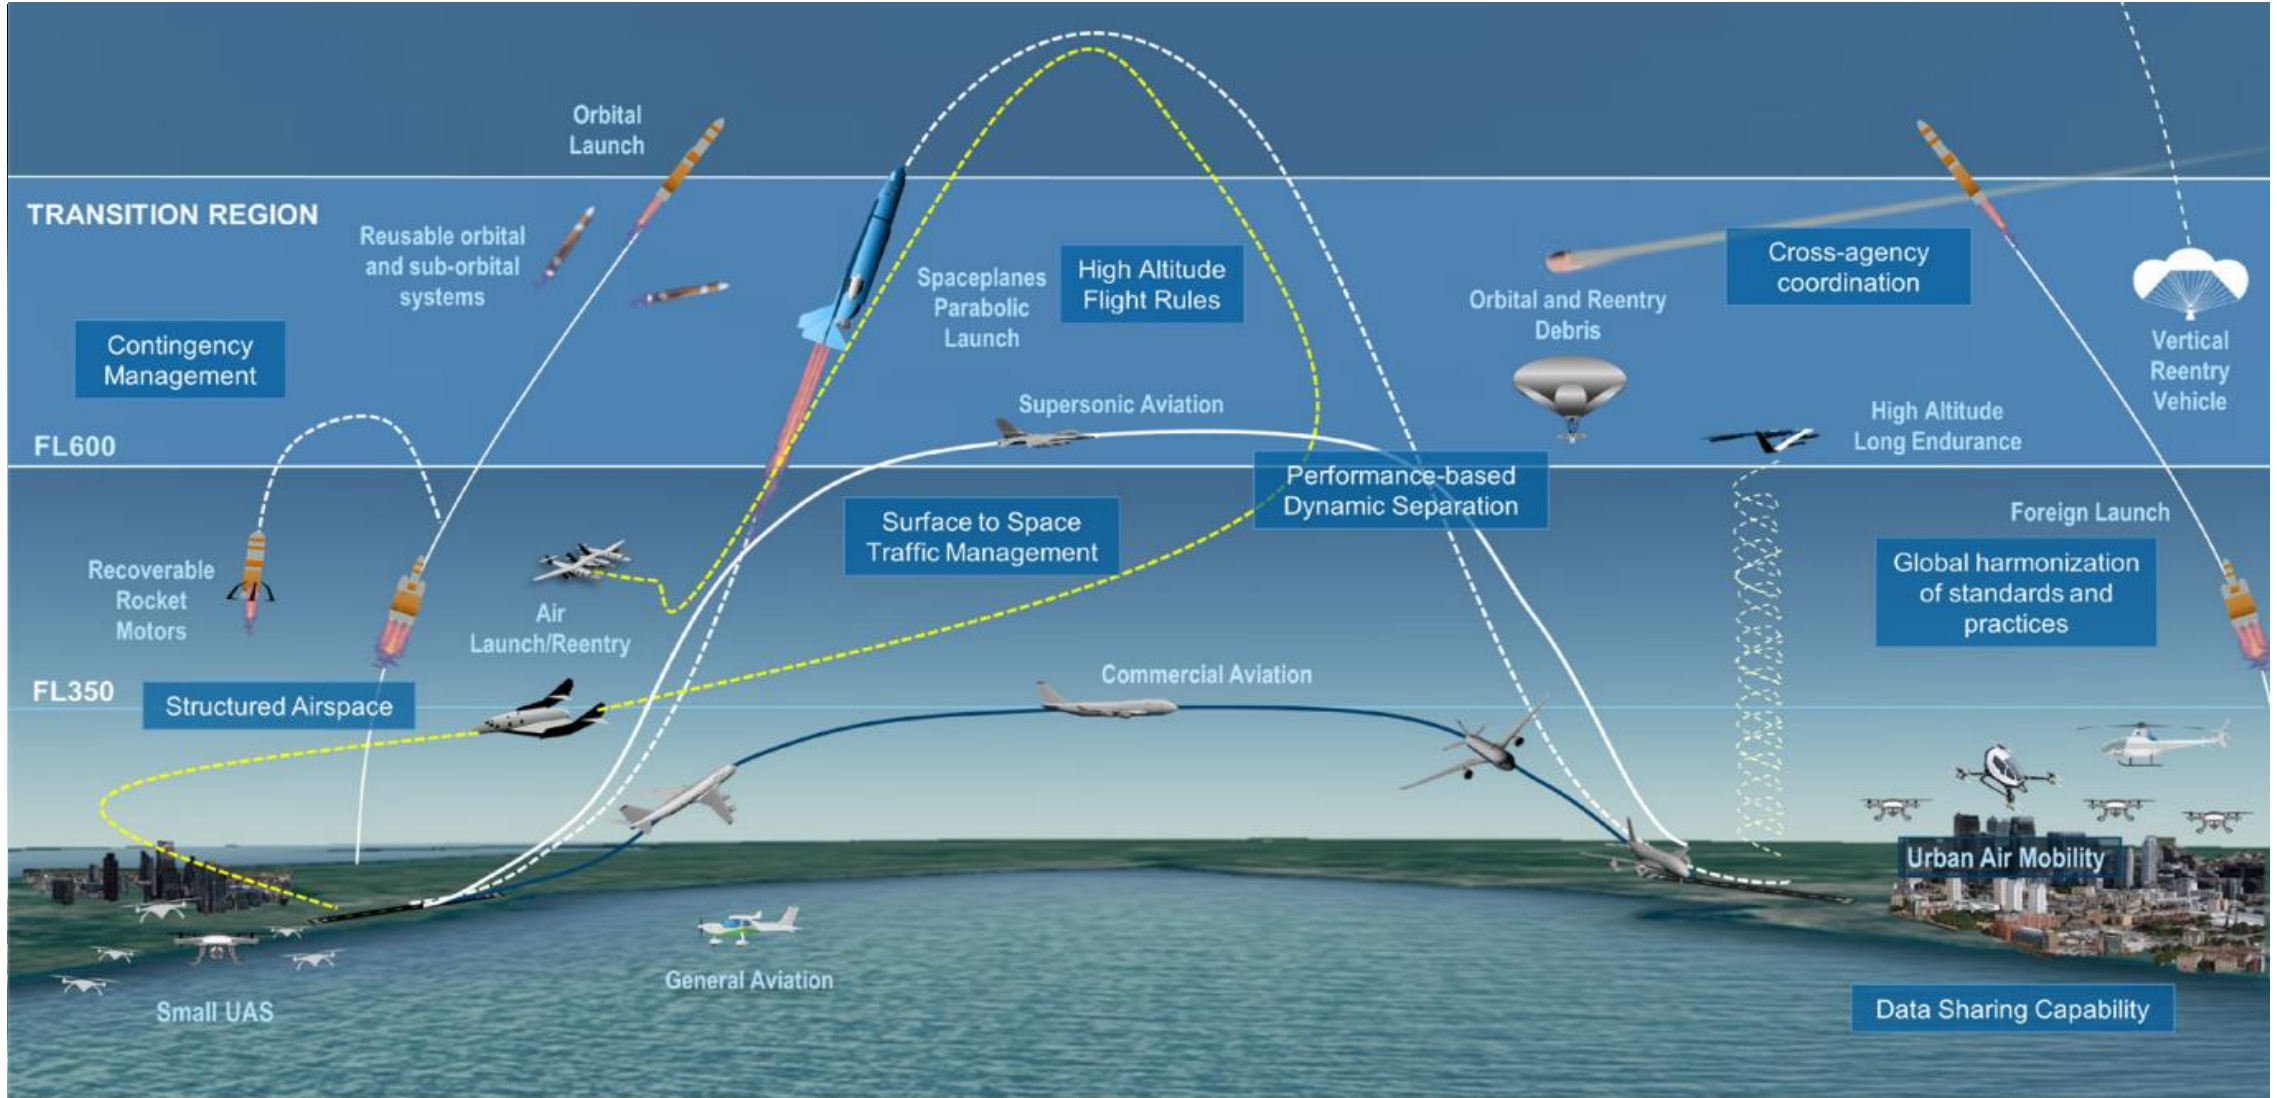 Orbital
Launch
TRANSITION REGION
Reusable orbital
and sub-orbital
systems
Spaceplanes
Parabolic
Launch
High Altitude
Flight Rules
Orbital and Reentry
Debris
Cross-agency
coordination
Vertical
Reentry
Vehicle
Contingency
Management
Supersonic Aviation
High Altitude
Long Endurance
FL600
Performance-based
Dynamic Separation
Surface to Space
Traffic Management
Foreign Launch
Global harmonization
of standards and
practices
Recoverable
Rocket
Motors
Air
Launch/Reentry
FL350
Structured Airspace
Commercial Aviation
Urban Air Mobility
General Aviation
Small UAS
Data Sharing Capability